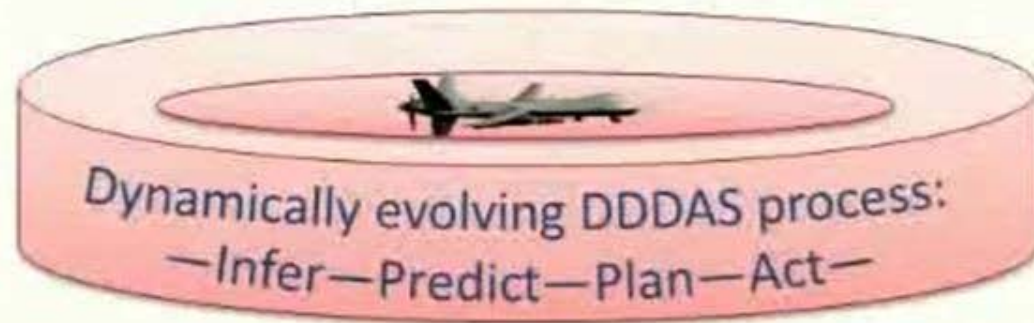 Dynamically evolving DDDAS process:
—Infer—Predict—Plan—Act—